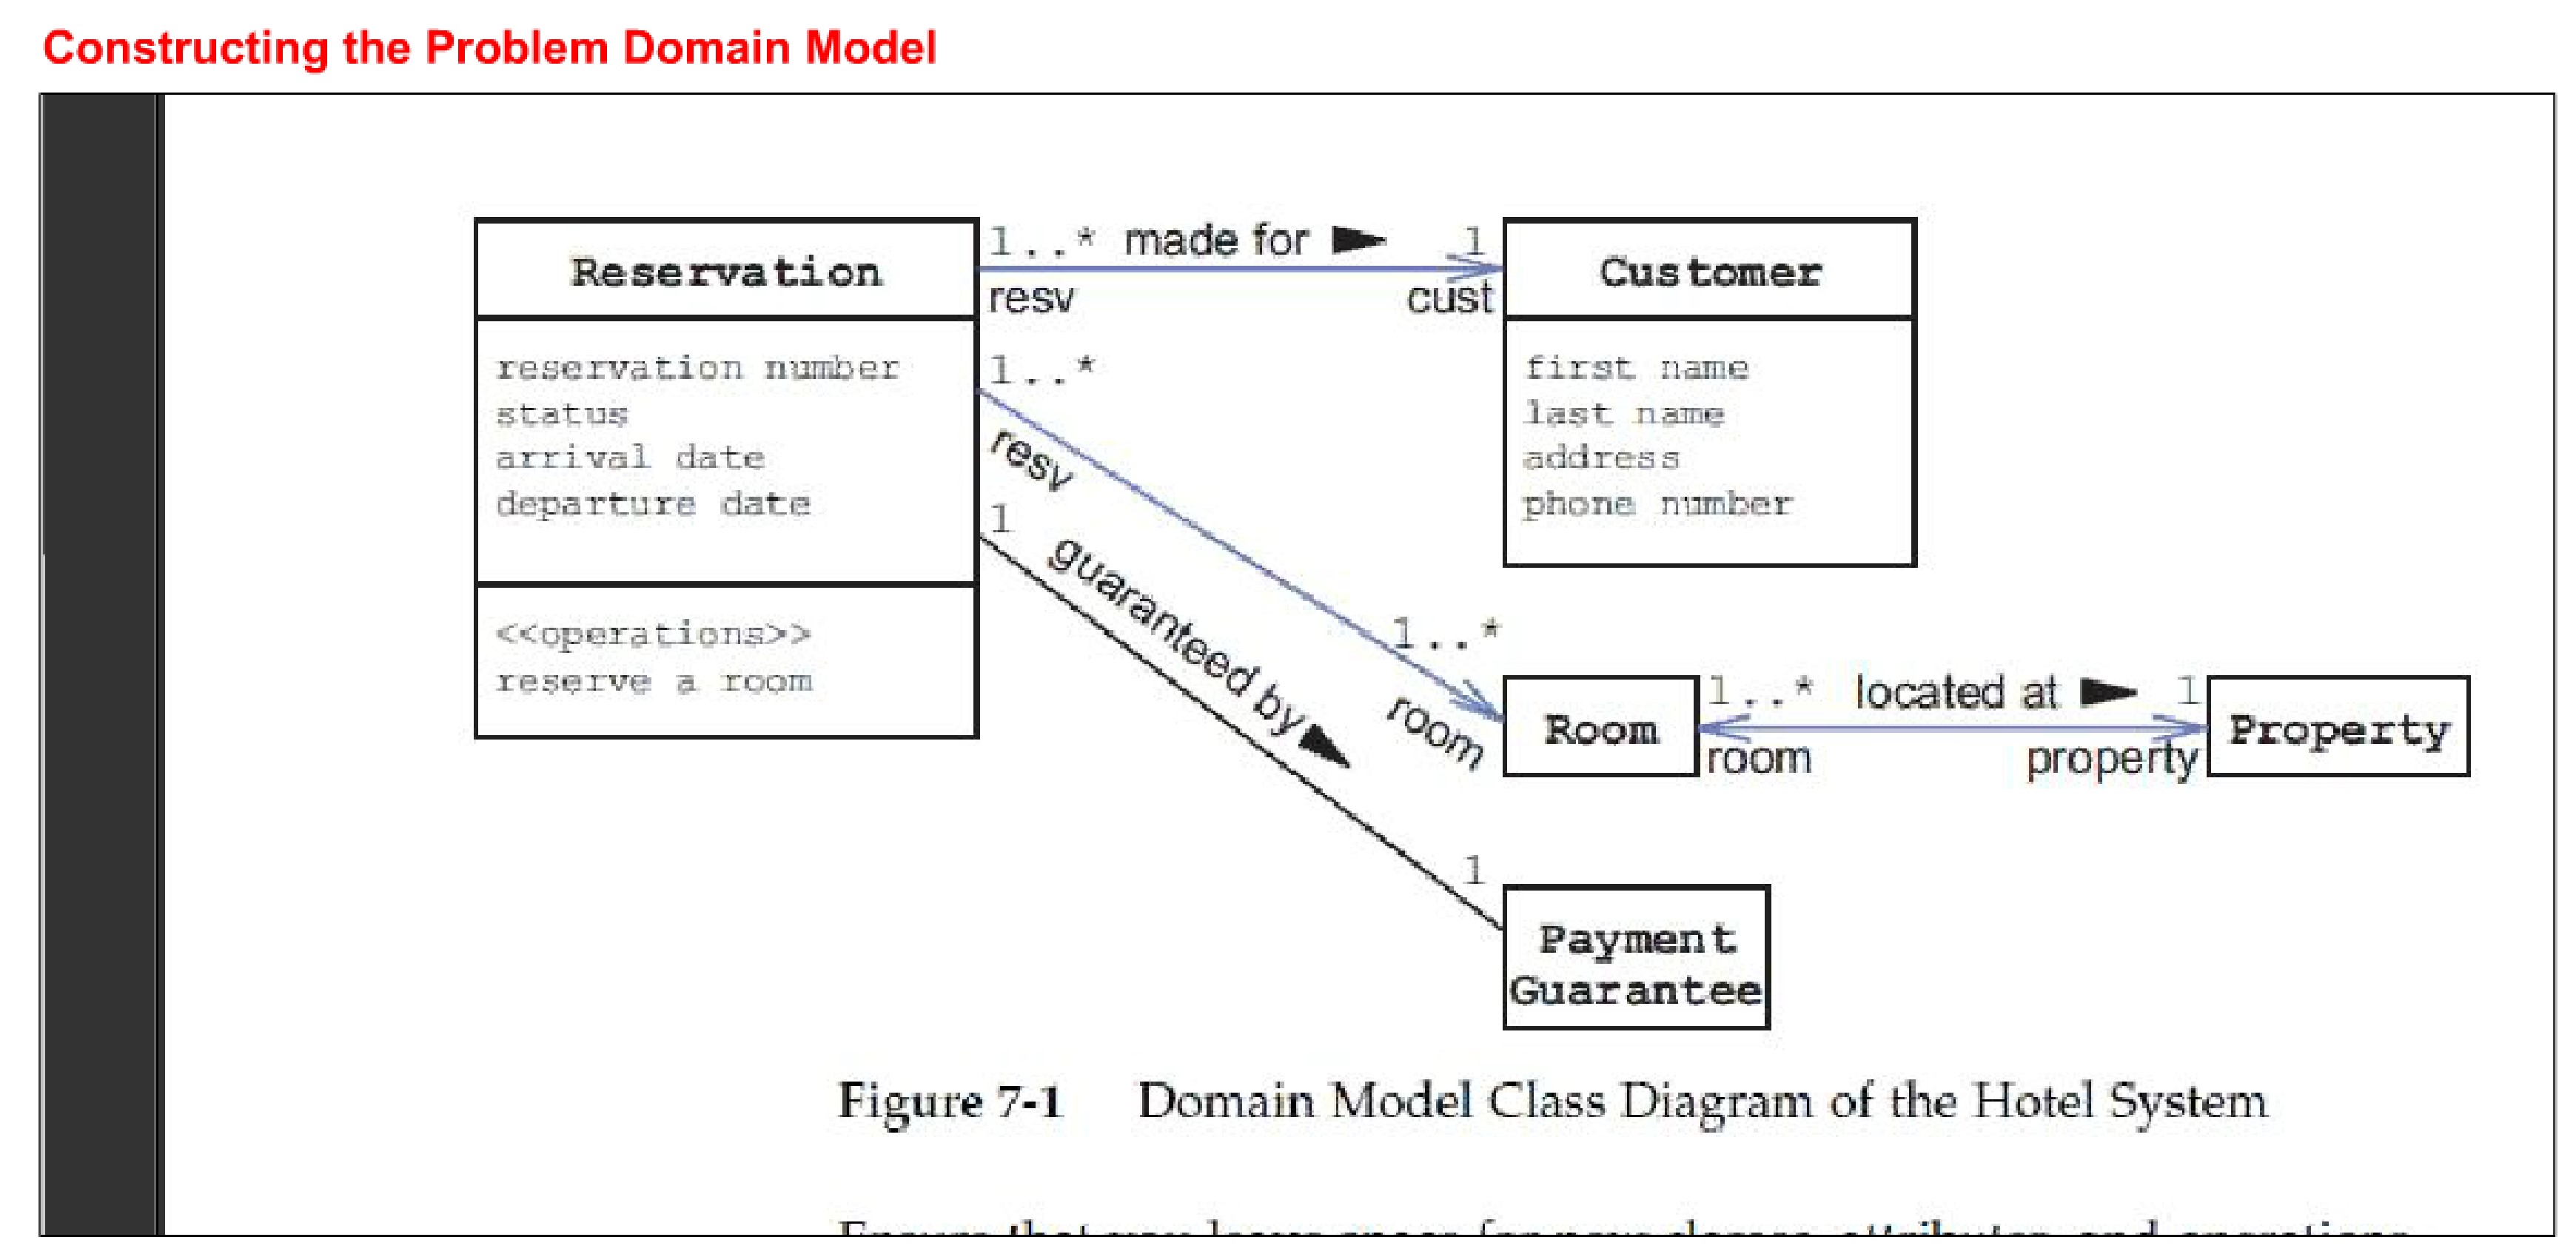 Constructing the Problem Domain Model
Reservation
reservation number
status
arrival date
departure date
<<operations>>
reserve a room
1..* made for 1
resv cust
Customer
first name
last name
address
phone number
1..*
resv
1..*
room
1
guaranteed by
1
Room
1..* located at 1
room property
Property
Payment
Guarantee
Figure 7-1 Domain Model Class Diagram of the Hotel System